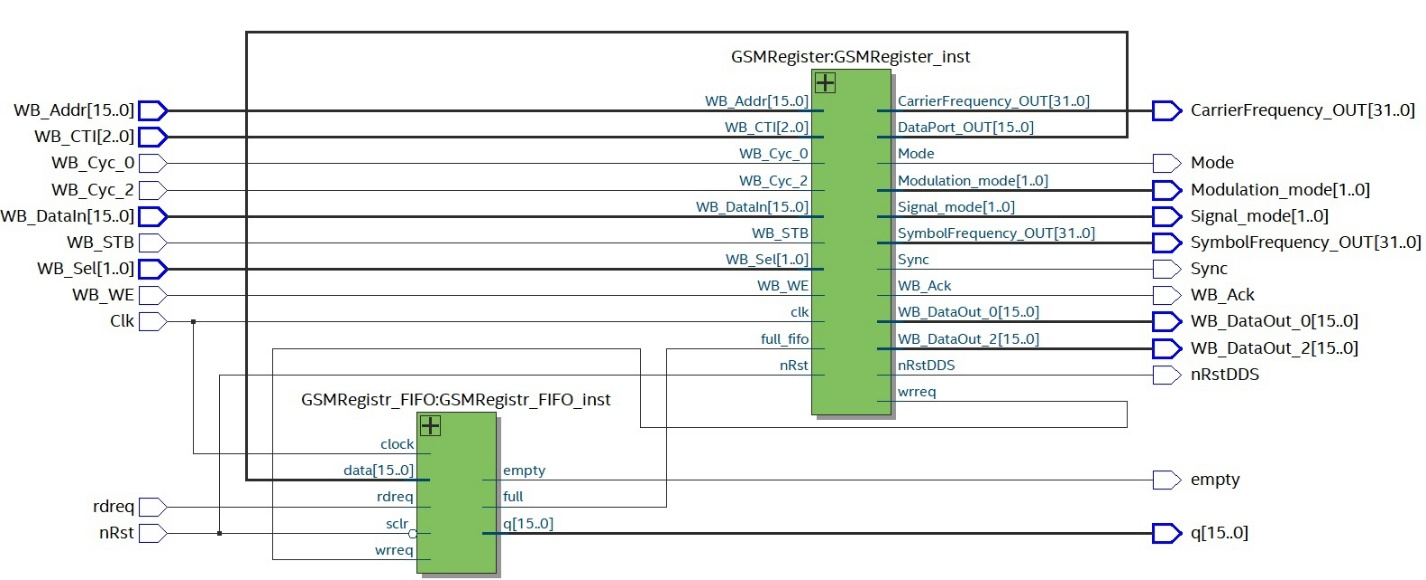 GSMRegister:GSMRegister_inst
WB_Addr[15..0] WB_Addr[15..0] CarrierFrequency_OUT[31..0] CarrierFrequency_OUT[31..0]
WB_CTI[2..0] WB_CTI[2..0] DataPort_OUT[15..0]
WB_Cyc_0 WB_Cyc_0 Mode Mode
WB_Cyc_2 WB_Cyc_2 Modulation_mode[1..0] Modulation_mode[1..0]
WB_DataIn[15..0] WB_DataIn[15..0] Signal_mode[1..0] Signal_mode[1..0]
WB_STB WB_STB SymbolFrequency_OUT[31..0] SymbolFrequency_OUT[31..0]
WB_Sel[1..0] WB_Sel[1..0] Sync Sync
WB_WE WB_WE WB_Ack WB_Ack
Clk clk WB_DataOut_0[15..0] WB_DataOut_0[15..0]
full_fifo WB_DataOut_2[15..0] WB_DataOut_2[15..0]
nRst nRstDDS nRstDDS
wrreq
GSMRegistr_FIFO:GSMRegistr_FIFO_inst
clock
data[15..0] empty empty
rdreq rdreq full
nRst sclr q[15..0] q[15..0]
wrreq